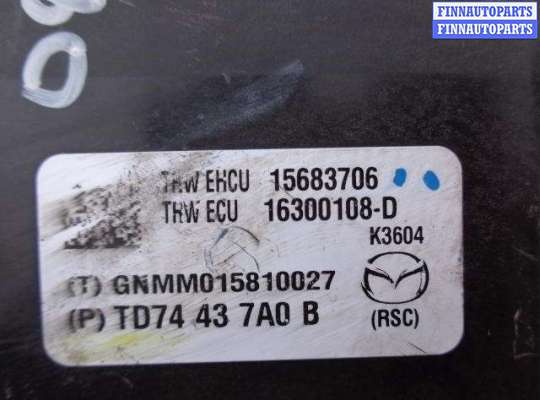 FINNAUTOPARTS
FINNAUTOPARTS
TRW EHCU 15683706
TRW ECU 16300108-D
K3604
(T) GNMM015810027
(P) TD74 43 7A0 B
(RSC)